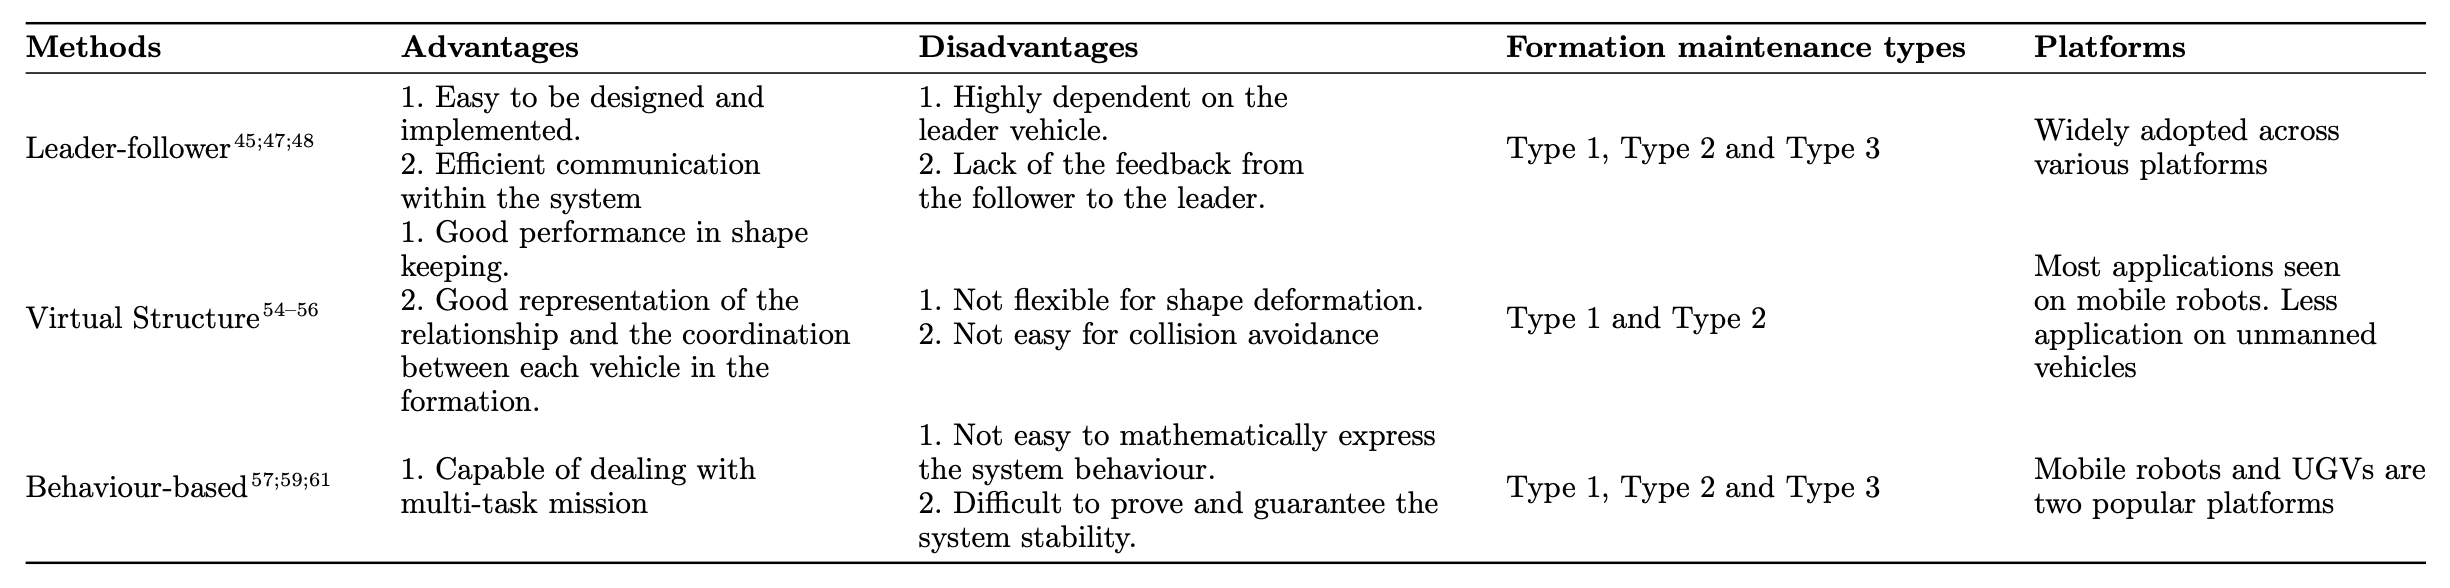 Methods Advantages Disadvantages Formation maintenance types Platforms
Leader-follower 45;47;48
1. Easy to be designed and
implemented.
2. Efficient communication
within the system
1. Highly dependent on the
leader vehicle.
2. Lack of the feedback from
the follower to the leader.
Type 1, Type 2 and Type 3
Widely adopted across
various platforms
Virtual Structure 54–56
1. Good performance in shape
keeping.
2. Good representation of the
relationship and the coordination
between each vehicle in the
formation.
1. Not flexible for shape deformation.
2. Not easy for collision avoidance
Type 1 and Type 2
Most applications seen
on mobile robots. Less
application on unmanned
vehicles
Behaviour-based 57;59;61
1. Capable of dealing with
multi-task mission
1. Not easy to mathematically express
the system behaviour.
2. Difficult to prove and guarantee the
system stability.
Type 1, Type 2 and Type 3
Mobile robots and UGVs are
two popular platforms